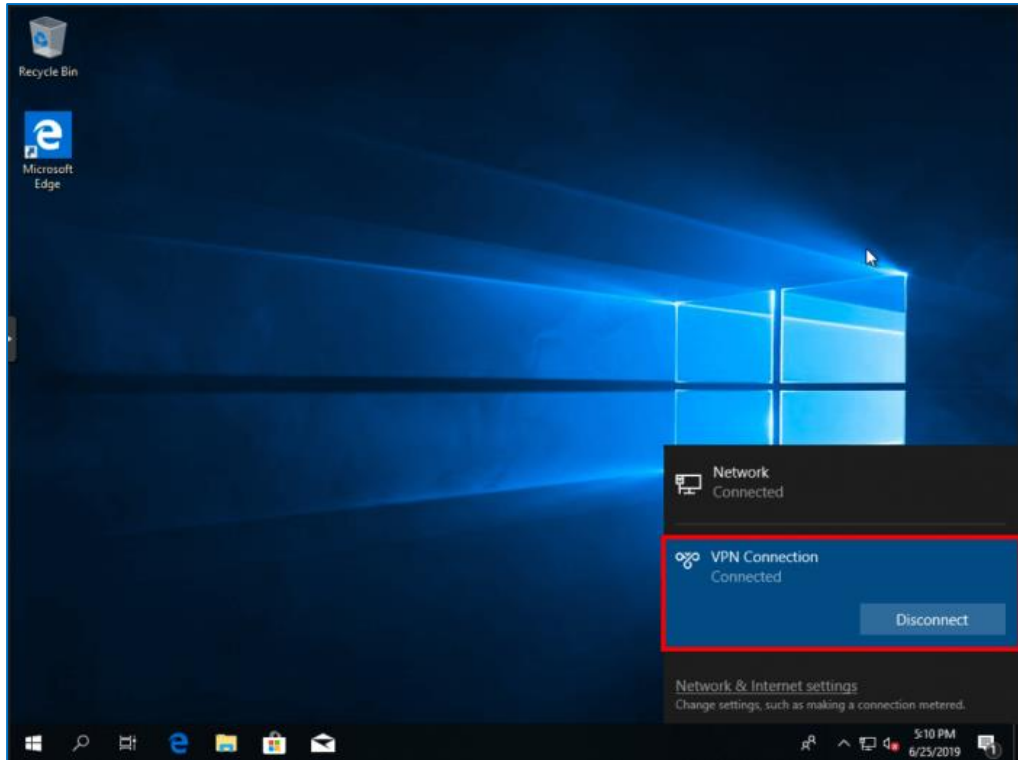 Recycle Bin
Microsoft
Edge
Network
Connected
VPN Connection
Connected
Disconnect
Network & Internet settings
Change settings, such as making a connection metered.
5:10 PM
6/25/2019
1